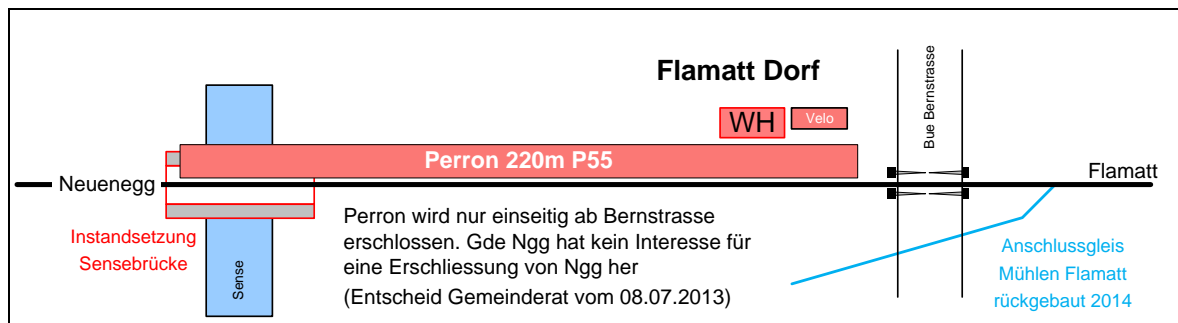 Flamatt Dorf
WH
Velo
Bue Bernstrasse
Perron 220m P55
Neuenegg
Flamatt
Instandsetzung
Sensebrücke
Sense
Perron wird nur einseitig ab Bernstrasse
erschlossen. Gde Ngg hat kein Interesse für
eine Erschliessung von Ngg her
(Entscheid Gemeinderat vom 08.07.2013)
Anschlussgleis
Mühlen Flamatt
rückgebaut 2014